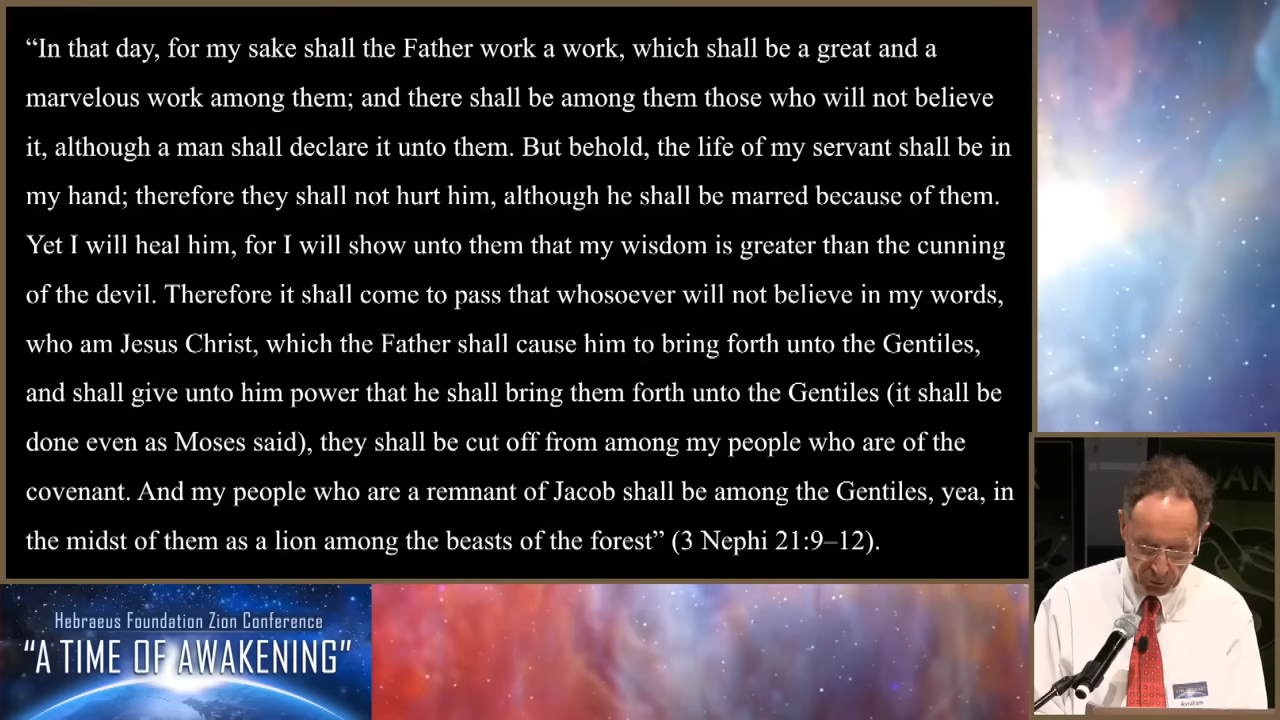 “In that day, for my sake shall the Father work a work, which shall be a great and a
marvelous work among them; and there shall be among them those who will not believe
it, although a man shall declare it unto them. But behold, the life of my servant shall be in
my hand; therefore they shall not hurt him, although he shall be marred because of them.
Yet I will heal him, for I will show unto them that my wisdom is greater than the cunning
of the devil. Therefore it shall come to pass that whosoever will not believe in my words,
who am Jesus Christ, which the Father shall cause him to bring forth unto the Gentiles,
and shall give unto him power that he shall bring them forth unto the Gentiles (it shall be
done even as Moses said), they shall be cut off from among my people who are of the
covenant. And my people who are a remnant of Jacob shall be among the Gentiles, yea, in
the midst of them as a lion among the beasts of the forest” (3 Nephi 21:9–12).
Hebraeus Foundation Zion Conference
“A TIME OF AWAKENING”
Avraham